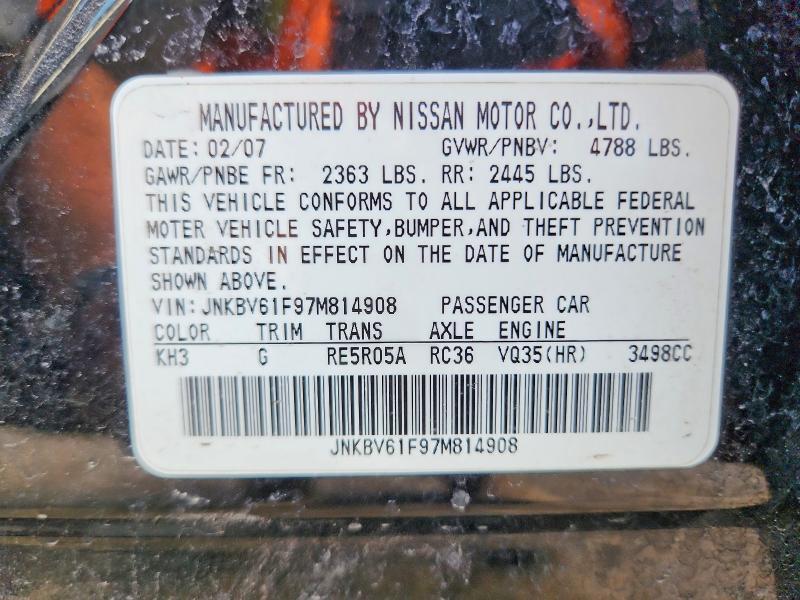 MANUFACTURED BY NISSAN MOTOR CO.,LTD.
DATE: 02/07 GVWR/PNBV: 4788 LBS.
GAWR/PNBE FR: 2363 LBS. RR: 2445 LBS.
THIS VEHICLE CONFORMS TO ALL APPLICABLE FEDERAL
MOTER VEHICLE SAFETY,BUMPER,AND THEFT PREVENTION
STANDARDS IN EFFECT ON THE DATE OF MANUFACTURE
SHOWN ABOVE.
VIN:JNKBV61F97M814908 PASSENGER CAR
COLOR TRIM TRANS AXLE ENGINE
KH3 G RE5R05A RC36 VQ35(HR) 3498CC
JNKBV61F97M814908